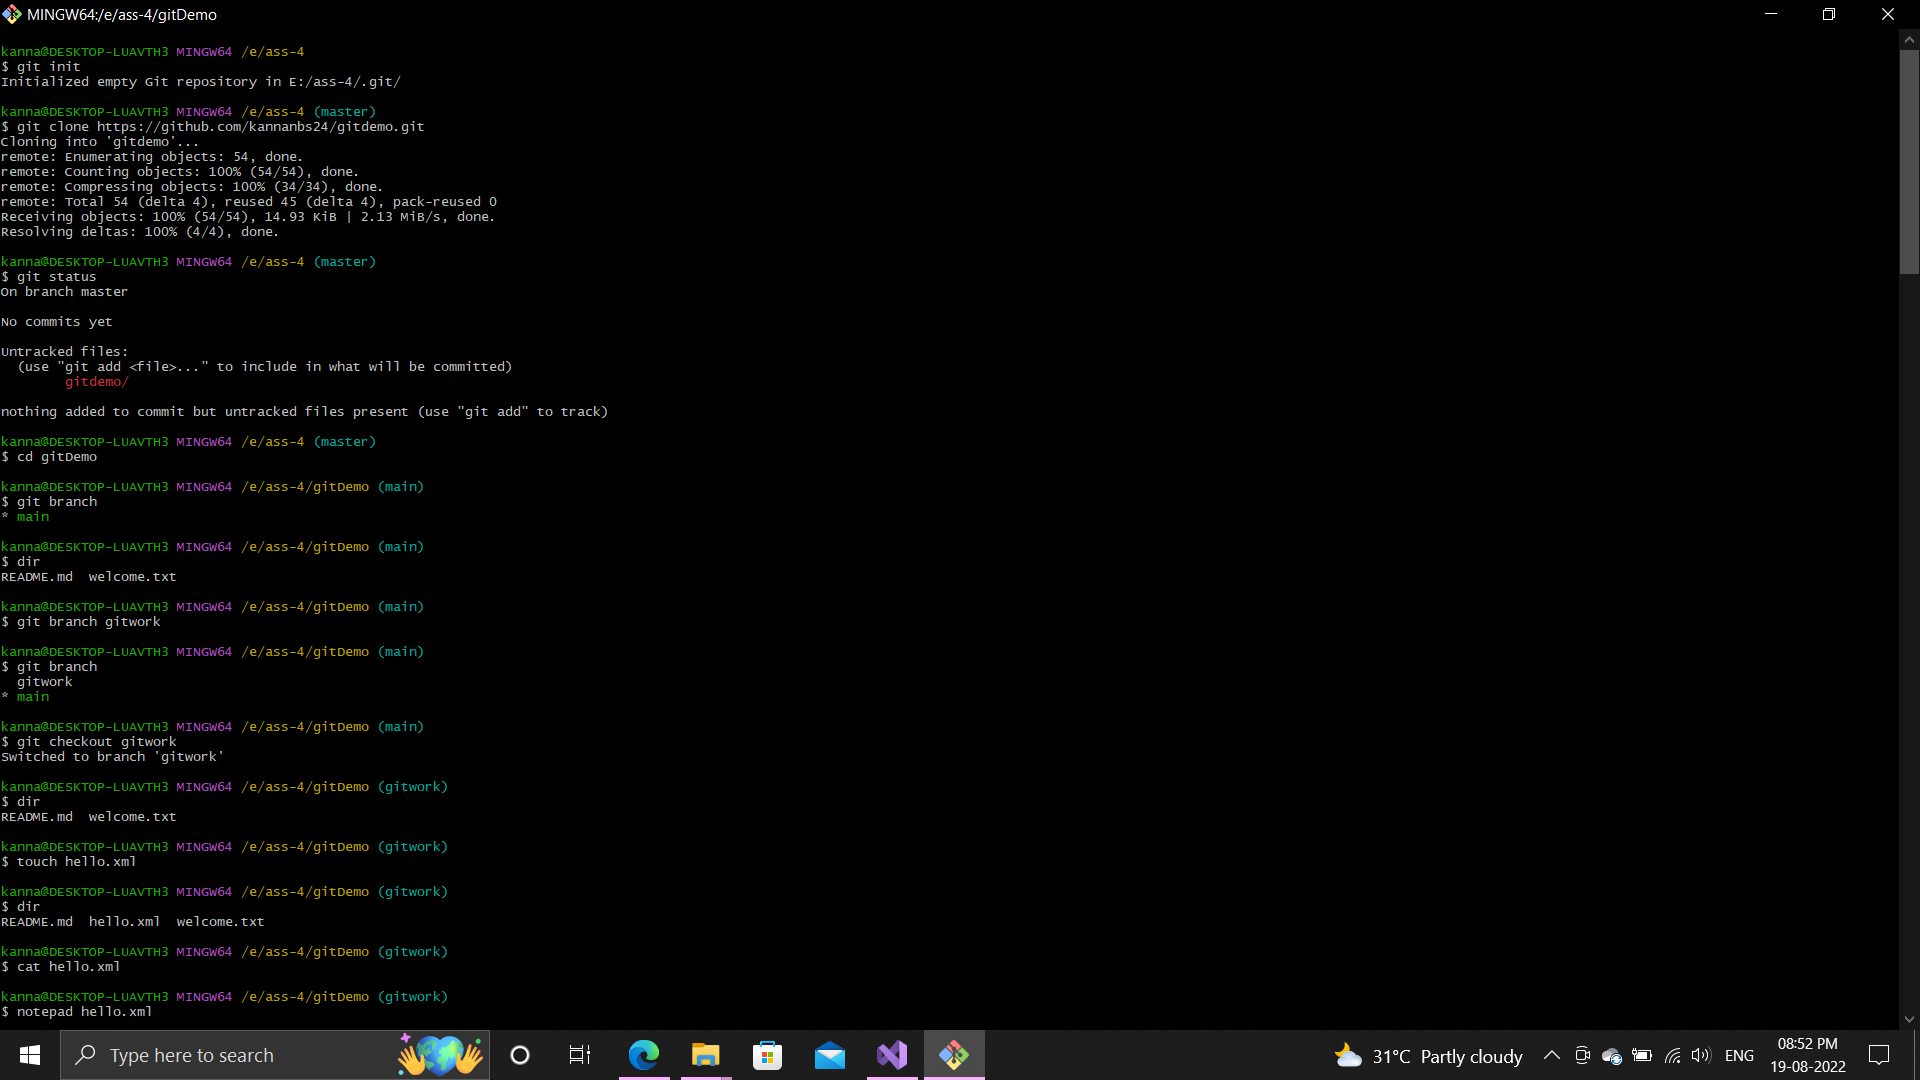 MINGW64:/e/ass-4/gitDemo
kanna@DESKTOP-LUAVTH3 MINGW64 /e/ass-4
$ git init
Initialized empty Git repository in E:/ass-4/.git/
kanna@DESKTOP-LUAVTH3 MINGW64 /e/ass-4 (master)
$ git clone https://github.com/kannanbs24/gitdemo.git
Cloning into 'gitdemo'...
remote: Enumerating objects: 54, done.
remote: Counting objects: 100% (54/54), done.
remote: Compressing objects: 100% (34/34), done.
remote: Total 54 (delta 4), reused 45 (delta 4), pack-reused 0
Receiving objects: 100% (54/54), 14.93 KiB | 2.13 MiB/s, done.
Resolving deltas: 100% (4/4), done.
kanna@DESKTOP-LUAVTH3 MINGW64 /e/ass-4 (master)
$ git status
On branch master
No commits yet
Untracked files:
  (use "git add <file>..." to include in what will be committed)
        gitdemo/
nothing added to commit but untracked files present (use "git add" to track)
kanna@DESKTOP-LUAVTH3 MINGW64 /e/ass-4 (master)
$ cd gitDemo
kanna@DESKTOP-LUAVTH3 MINGW64 /e/ass-4/gitDemo (main)
$ git branch
* main
kanna@DESKTOP-LUAVTH3 MINGW64 /e/ass-4/gitDemo (main)
$ dir
README.md  welcome.txt
kanna@DESKTOP-LUAVTH3 MINGW64 /e/ass-4/gitDemo (main)
$ git branch gitwork
kanna@DESKTOP-LUAVTH3 MINGW64 /e/ass-4/gitDemo (main)
$ git branch
  gitwork
* main
kanna@DESKTOP-LUAVTH3 MINGW64 /e/ass-4/gitDemo (main)
$ git checkout gitwork
Switched to branch 'gitwork'
kanna@DESKTOP-LUAVTH3 MINGW64 /e/ass-4/gitDemo (gitwork)
$ dir
README.md  welcome.txt
kanna@DESKTOP-LUAVTH3 MINGW64 /e/ass-4/gitDemo (gitwork)
$ touch hello.xml
kanna@DESKTOP-LUAVTH3 MINGW64 /e/ass-4/gitDemo (gitwork)
$ dir
README.md  hello.xml  welcome.txt
kanna@DESKTOP-LUAVTH3 MINGW64 /e/ass-4/gitDemo (gitwork)
$ cat hello.xml
kanna@DESKTOP-LUAVTH3 MINGW64 /e/ass-4/gitDemo (gitwork)
$ notepad hello.xml
Type here to search
31°C Partly cloudy
ENG
08:52 PM
19-08-2022